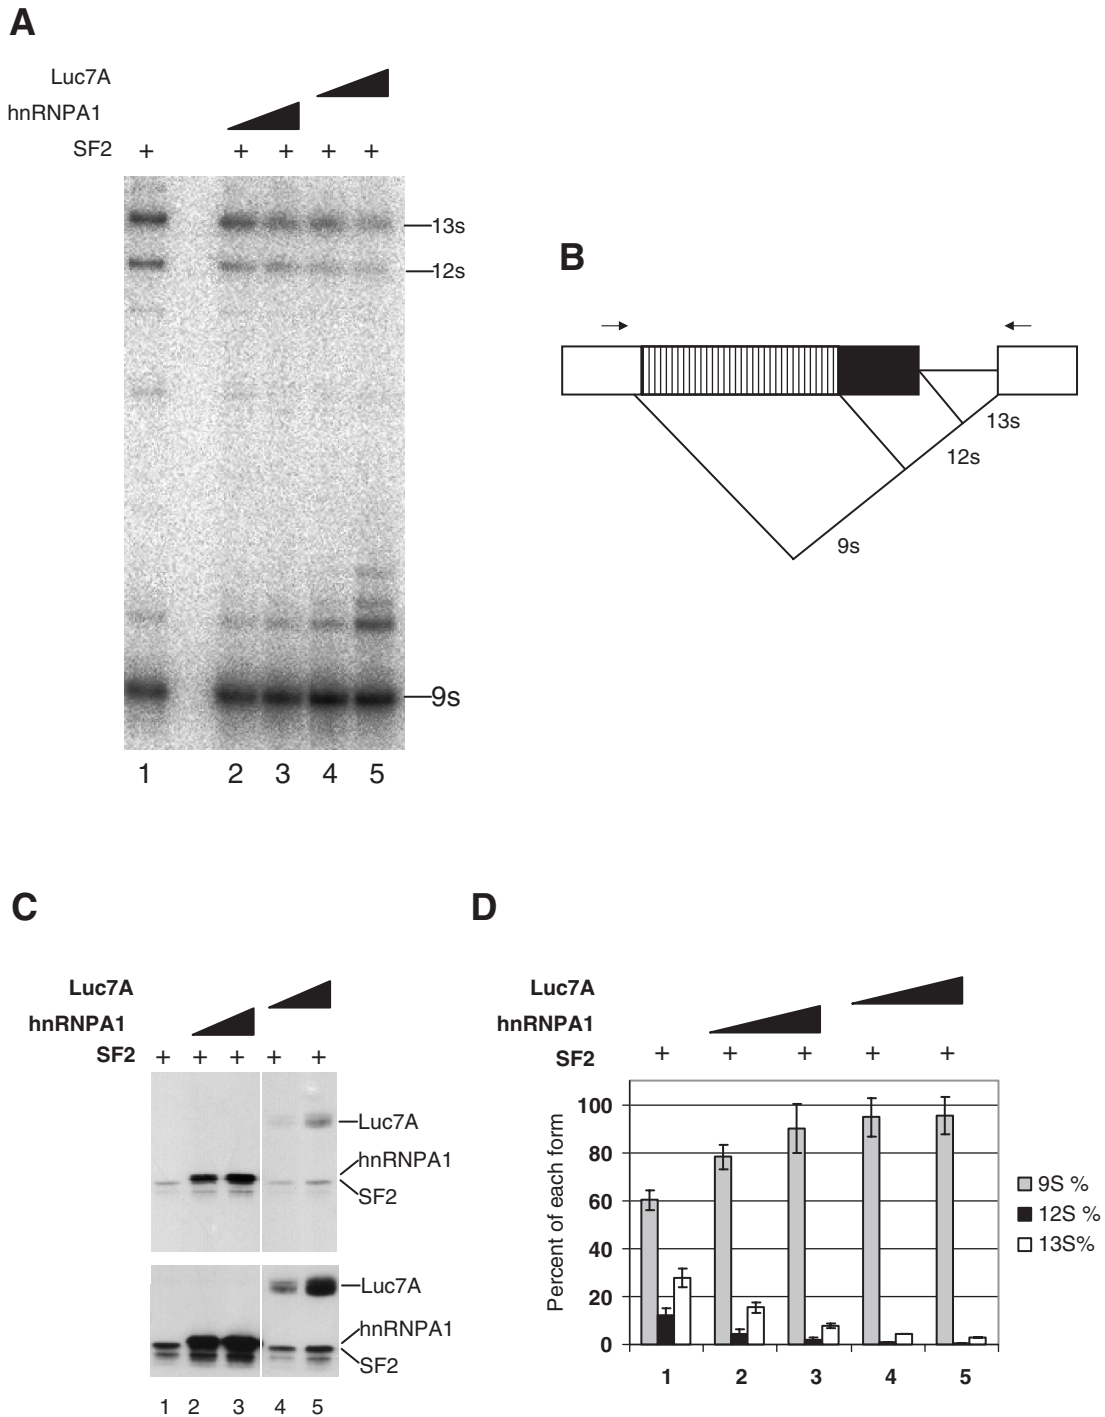 A
Luc7A
hnRNPA1
SF2 + + + + +
13s
12s
9s
1 2 3 4 5
B
13s
12s
9s
C
Luc7A
hnRNPA1
SF2 + + + + +
Luc7A
hnRNPA1
SF2
Luc7A
hnRNPA1
SF2
1 2 3 4 5
D
Luc7A
hnRNPA1
SF2 + + + + +
Percent of each form
100
80
60
40
20
0
1 2 3 4 5
9S %
12S %
13S%